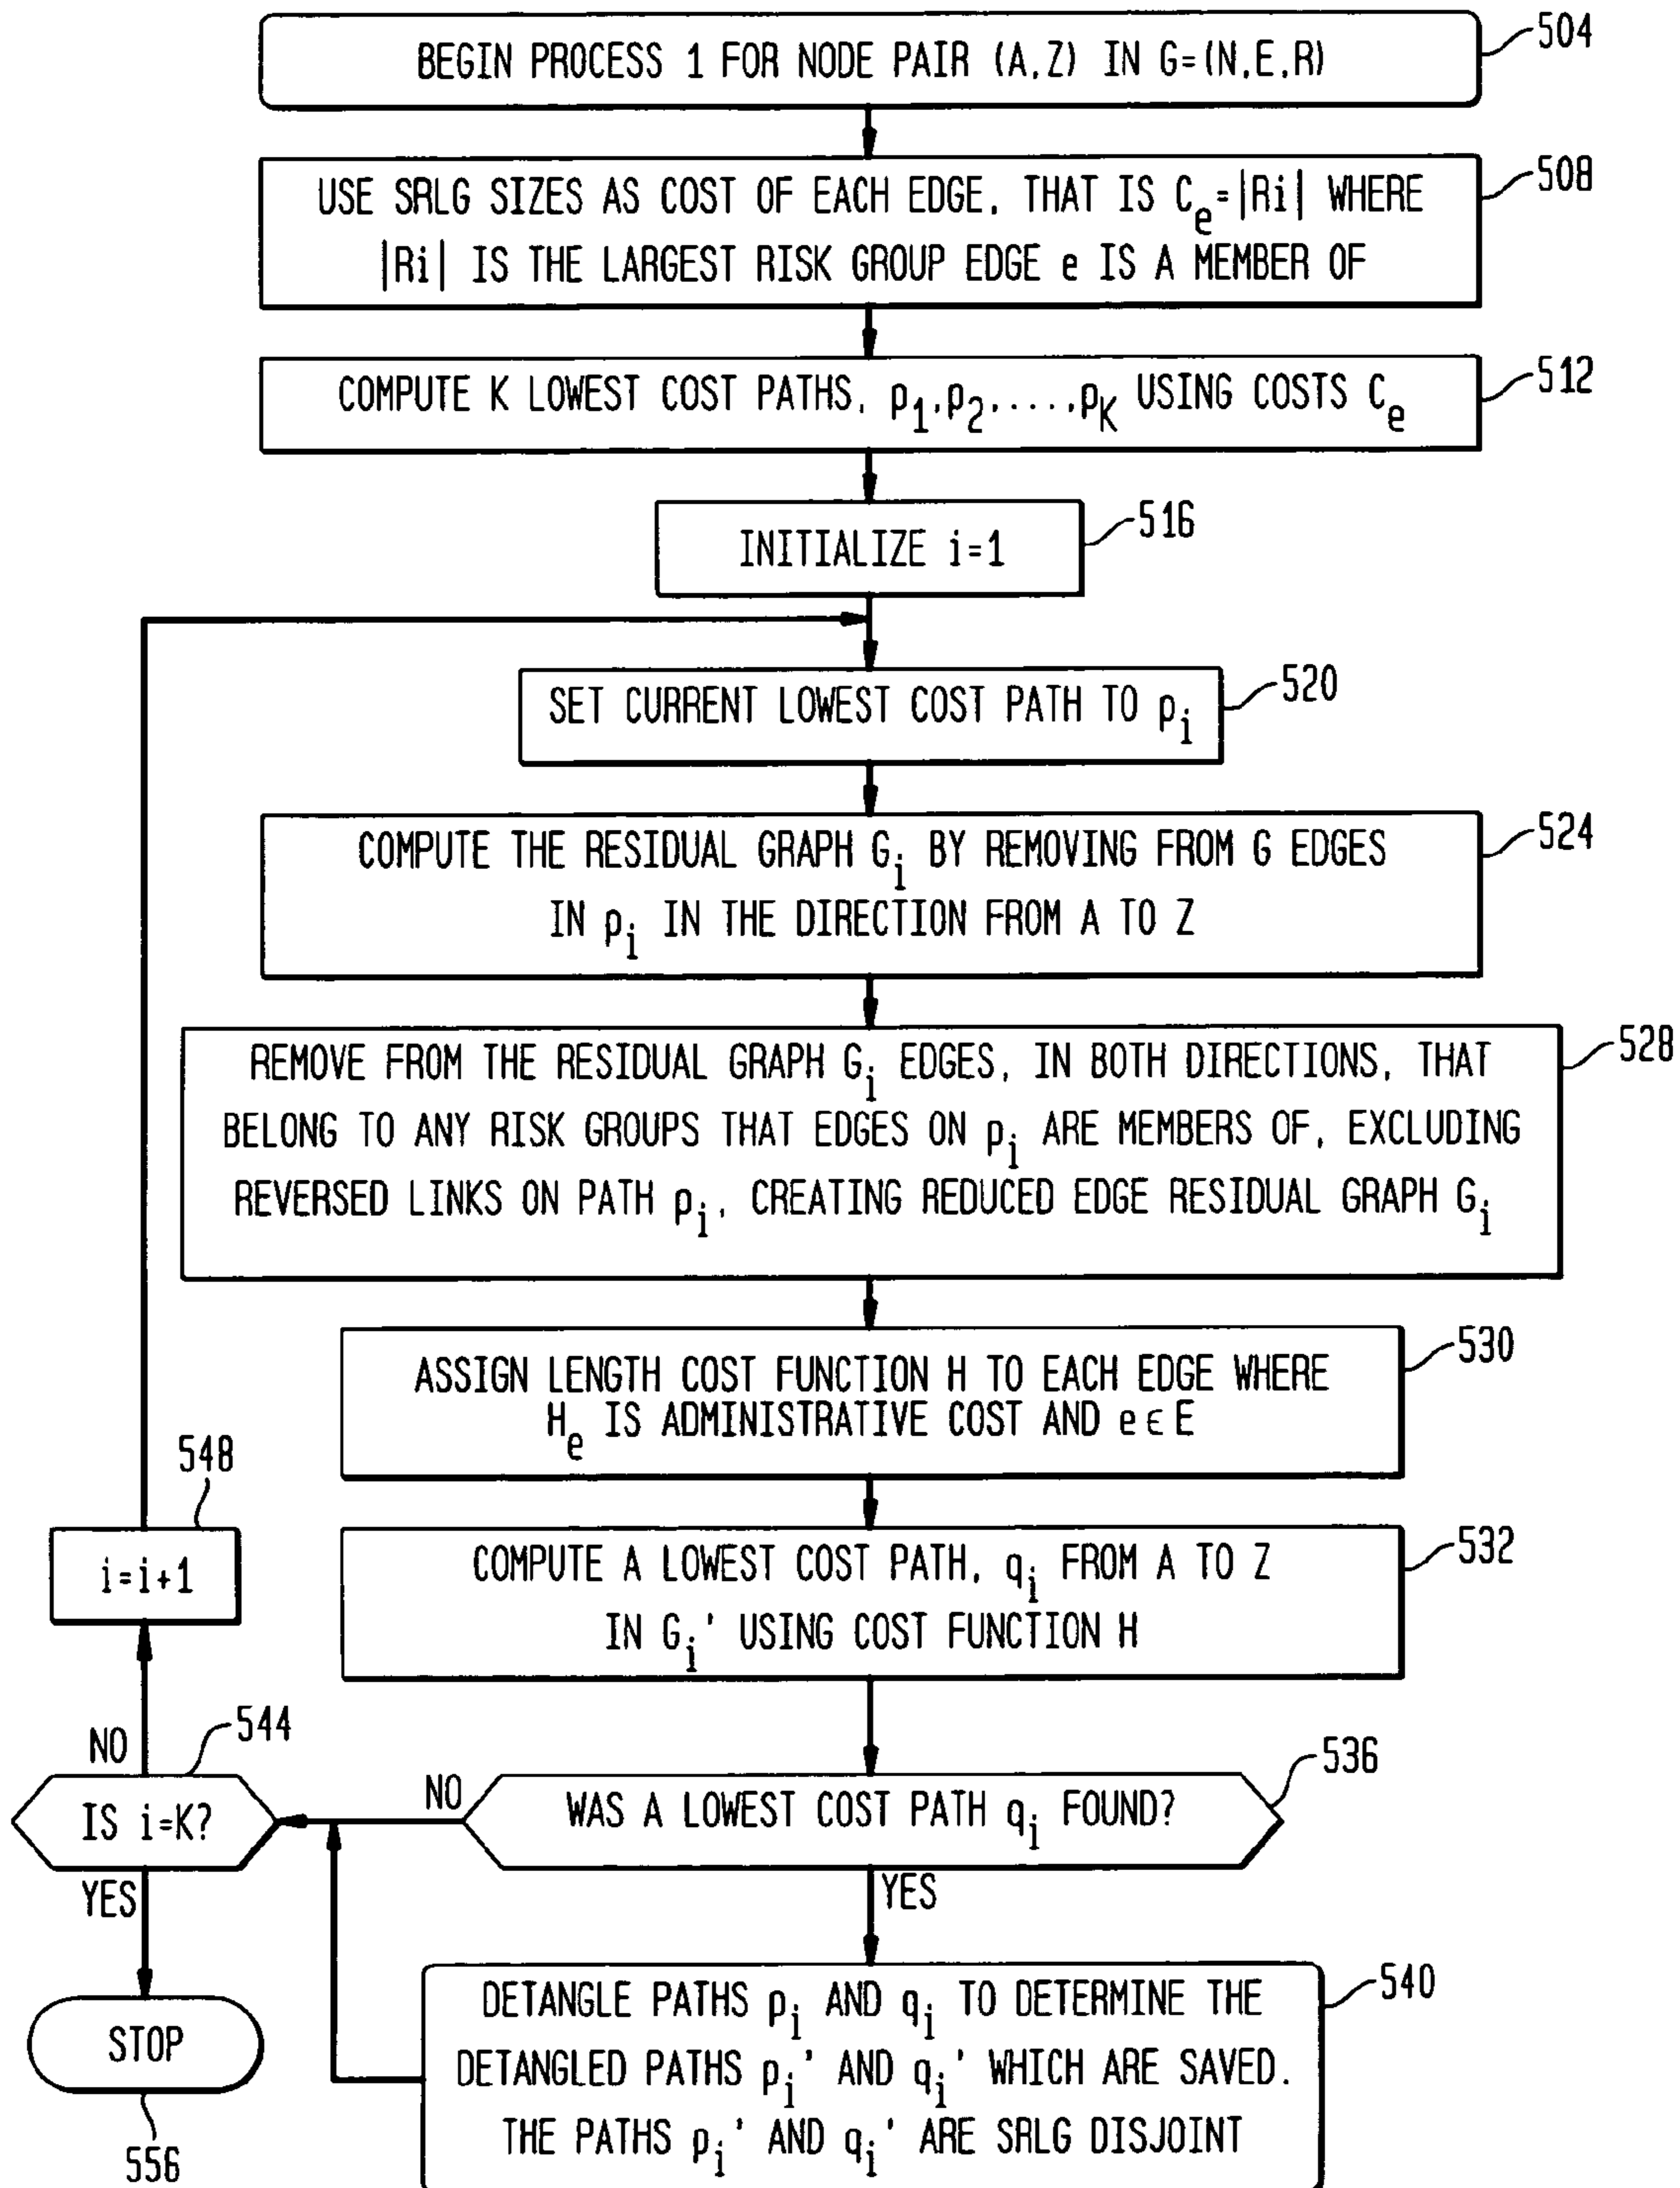 BEGIN PROCESS 1 FOR NODE PAIR (A,Z) IN G=(N,E,R)
504
USE SRLG SIZES AS COST OF EACH EDGE, THAT IS Ce=|Ri| WHERE
|Ri| IS THE LARGEST RISK GROUP EDGE e IS A MEMBER OF
508
COMPUTE K LOWEST COST PATHS, p1,p2,....,pK USING COSTS Ce
512
INITIALIZE i=1
516
SET CURRENT LOWEST COST PATH TO pi
520
COMPUTE THE RESIDUAL GRAPH Gi BY REMOVING FROM G EDGES
IN pi IN THE DIRECTION FROM A TO Z
524
REMOVE FROM THE RESIDUAL GRAPH Gi EDGES, IN BOTH DIRECTIONS, THAT
BELONG TO ANY RISK GROUPS THAT EDGES ON pi ARE MEMBERS OF, EXCLUDING
REVERSED LINKS ON PATH pi, CREATING REDUCED EDGE RESIDUAL GRAPH Gi
528
ASSIGN LENGTH COST FUNCTION H TO EACH EDGE WHERE
He IS ADMINISTRATIVE COST AND e∈E
530
COMPUTE A LOWEST COST PATH, qi FROM A TO Z
IN Gi' USING COST FUNCTION H
532
WAS A LOWEST COST PATH qi FOUND?
536
NO
YES
DETANGLE PATHS pi AND qi TO DETERMINE THE
DETANGLED PATHS pi' AND qi' WHICH ARE SAVED.
THE PATHS pi' AND qi' ARE SRLG DISJOINT
540
IS i=K?
544
NO
i=i+1
548
YES
STOP
556